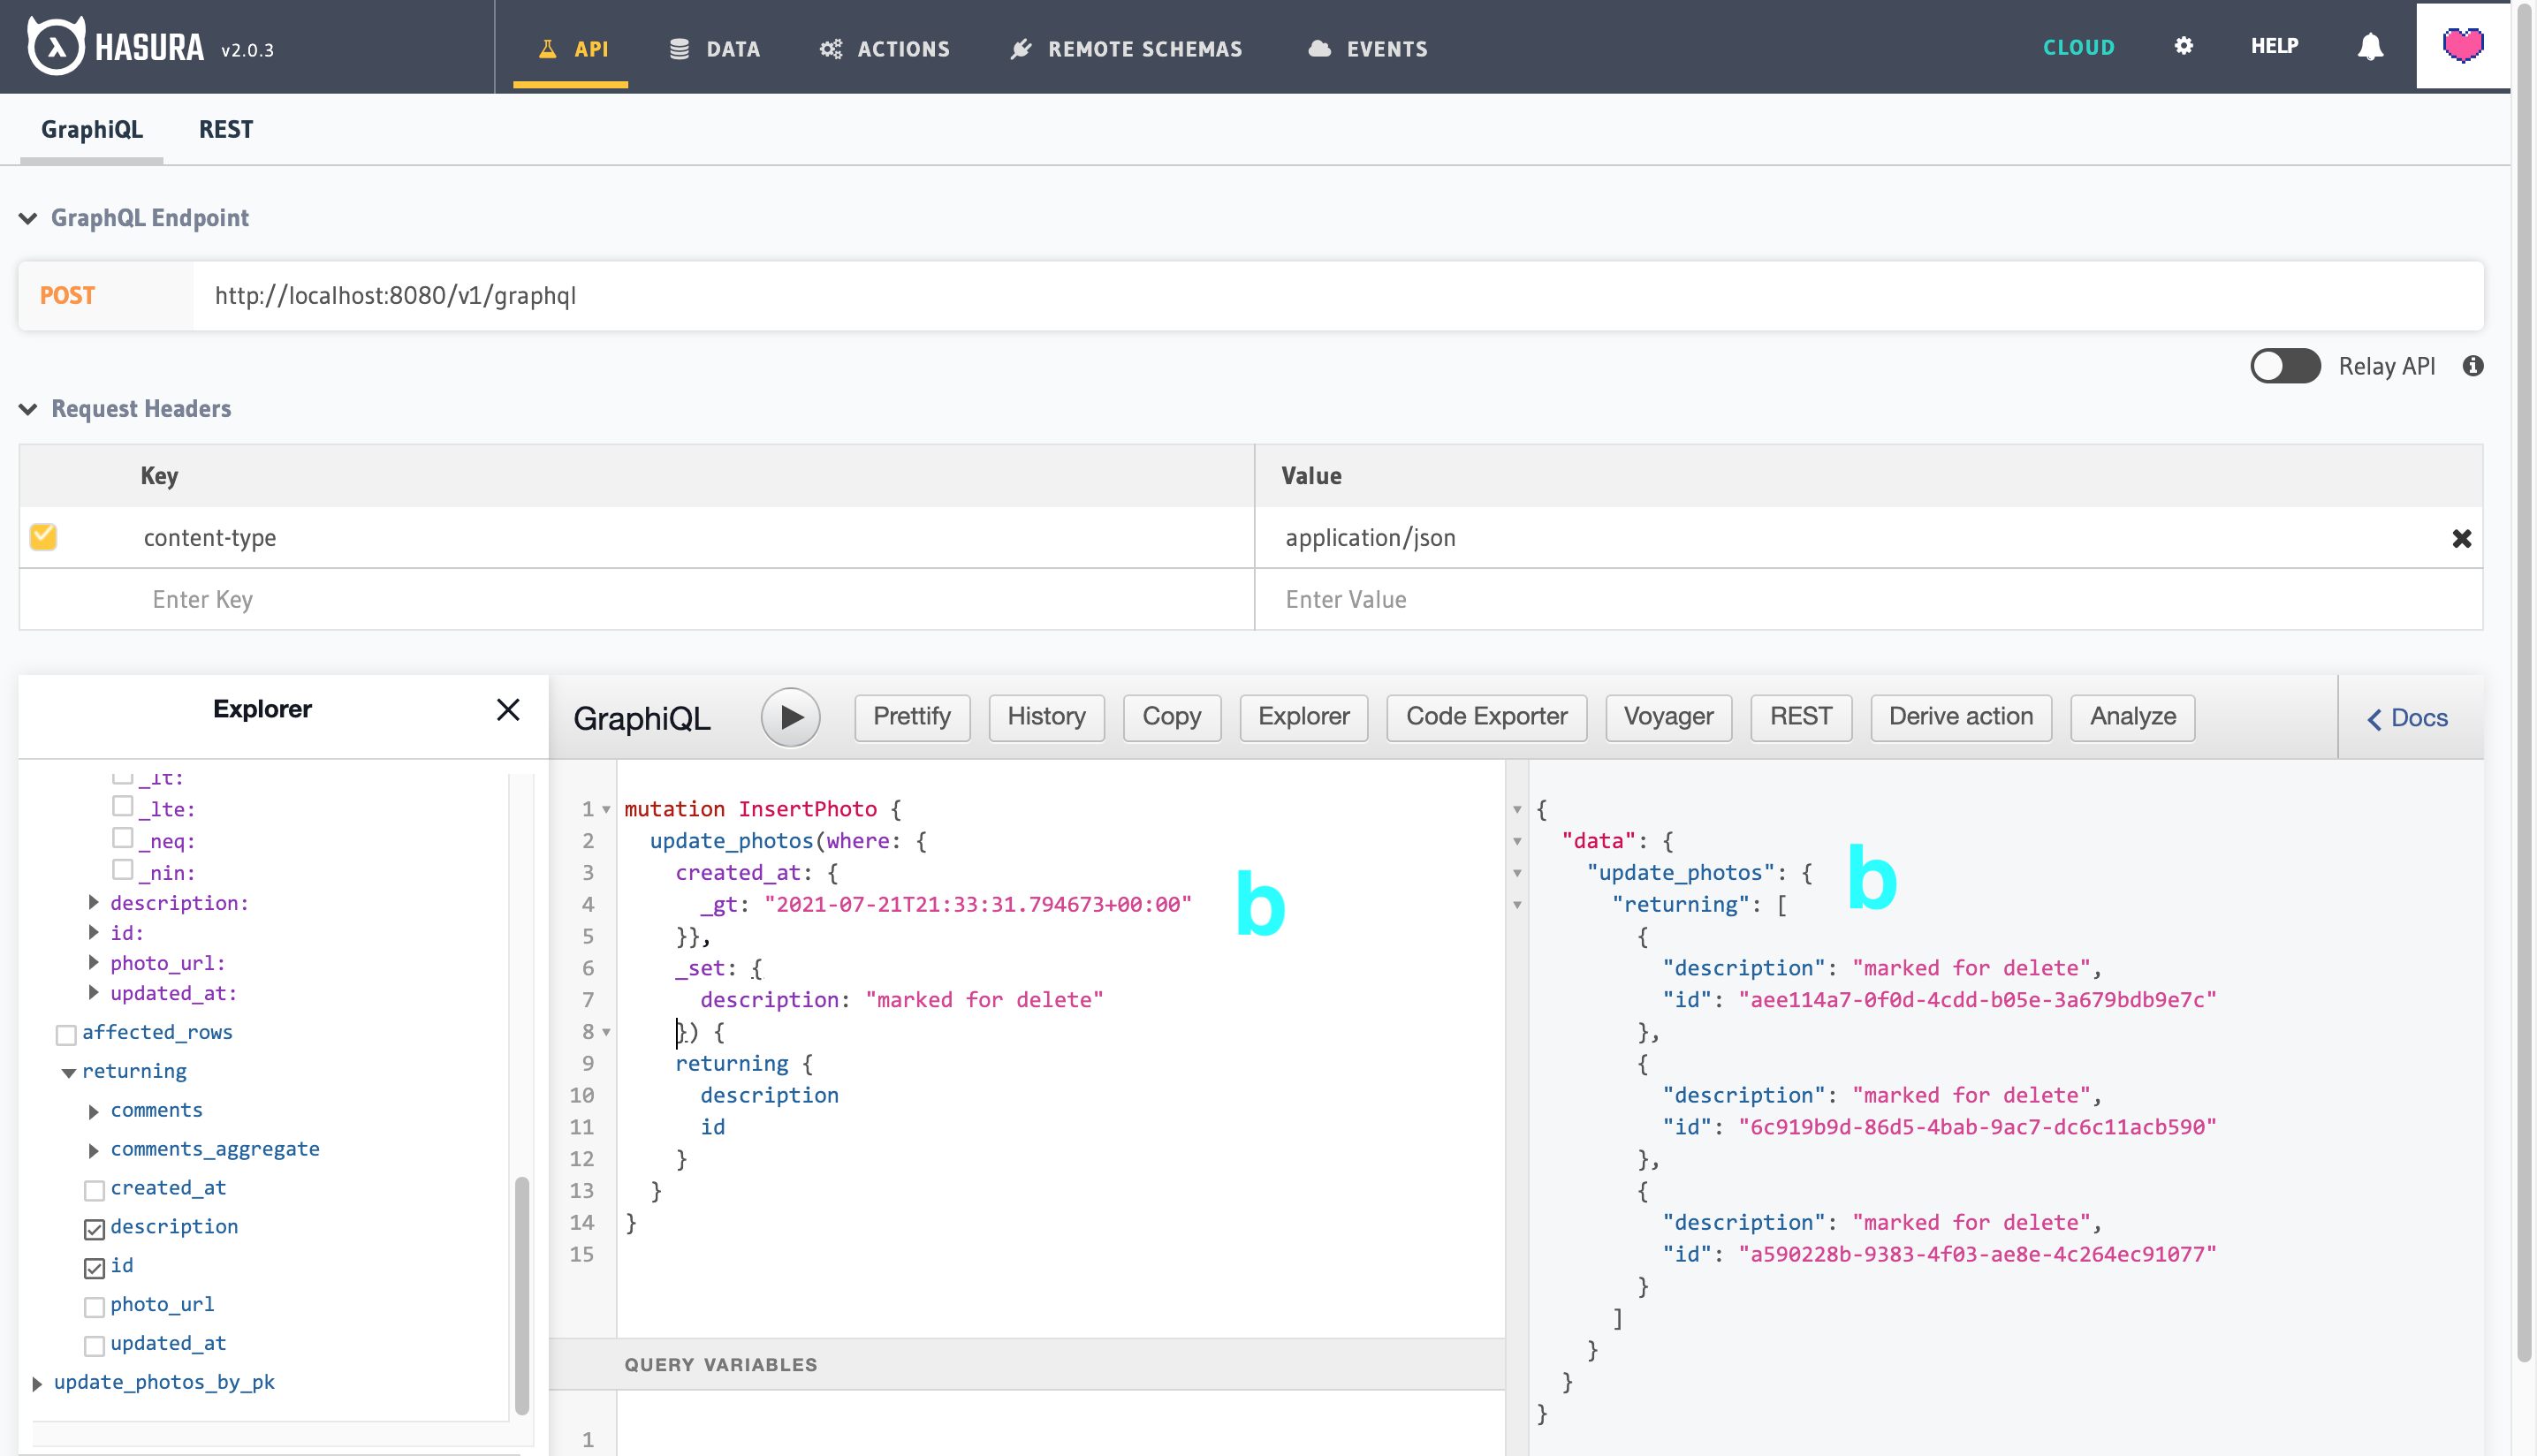 HASURA v2.0.3
API
DATA
ACTIONS
REMOTE SCHEMAS
EVENTS
CLOUD
HELP
GraphiQL
REST
GraphQL Endpoint
POST
http://localhost:8080/v1/graphql
Relay API
Request Headers
Key Value
content-type application/json
Enter Key Enter Value
Explorer
_lt:
_lte:
_neq:
_nin:
description:
id:
photo_url:
updated_at:
affected_rows
returning
comments
comments_aggregate
created_at
description
id
photo_url
updated_at
update_photos_by_pk
GraphiQL
Prettify
History
Copy
Explorer
Code Exporter
Voyager
REST
Derive action
Analyze
Docs
1 mutation InsertPhoto {
2 update_photos(where: {
3 created_at: {
4 _gt: "2021-07-21T21:33:31.794673+00:00"
5 }},
6 _set: {
7 description: "marked for delete"
8 }) {
9 returning {
10 description
11 id
12 }
13 }
14 }
15
b
QUERY VARIABLES
1
{
"data": {
"update_photos": {
"returning": [
{
"description": "marked for delete",
"id": "aee114a7-0f0d-4cdd-b05e-3a679bdb9e7c"
},
{
"description": "marked for delete",
"id": "6c919b9d-86d5-4bab-9ac7-dc6c11acb590"
},
{
"description": "marked for delete",
"id": "a590228b-9383-4f03-ae8e-4c264ec91077"
}
]
}
}
}
b